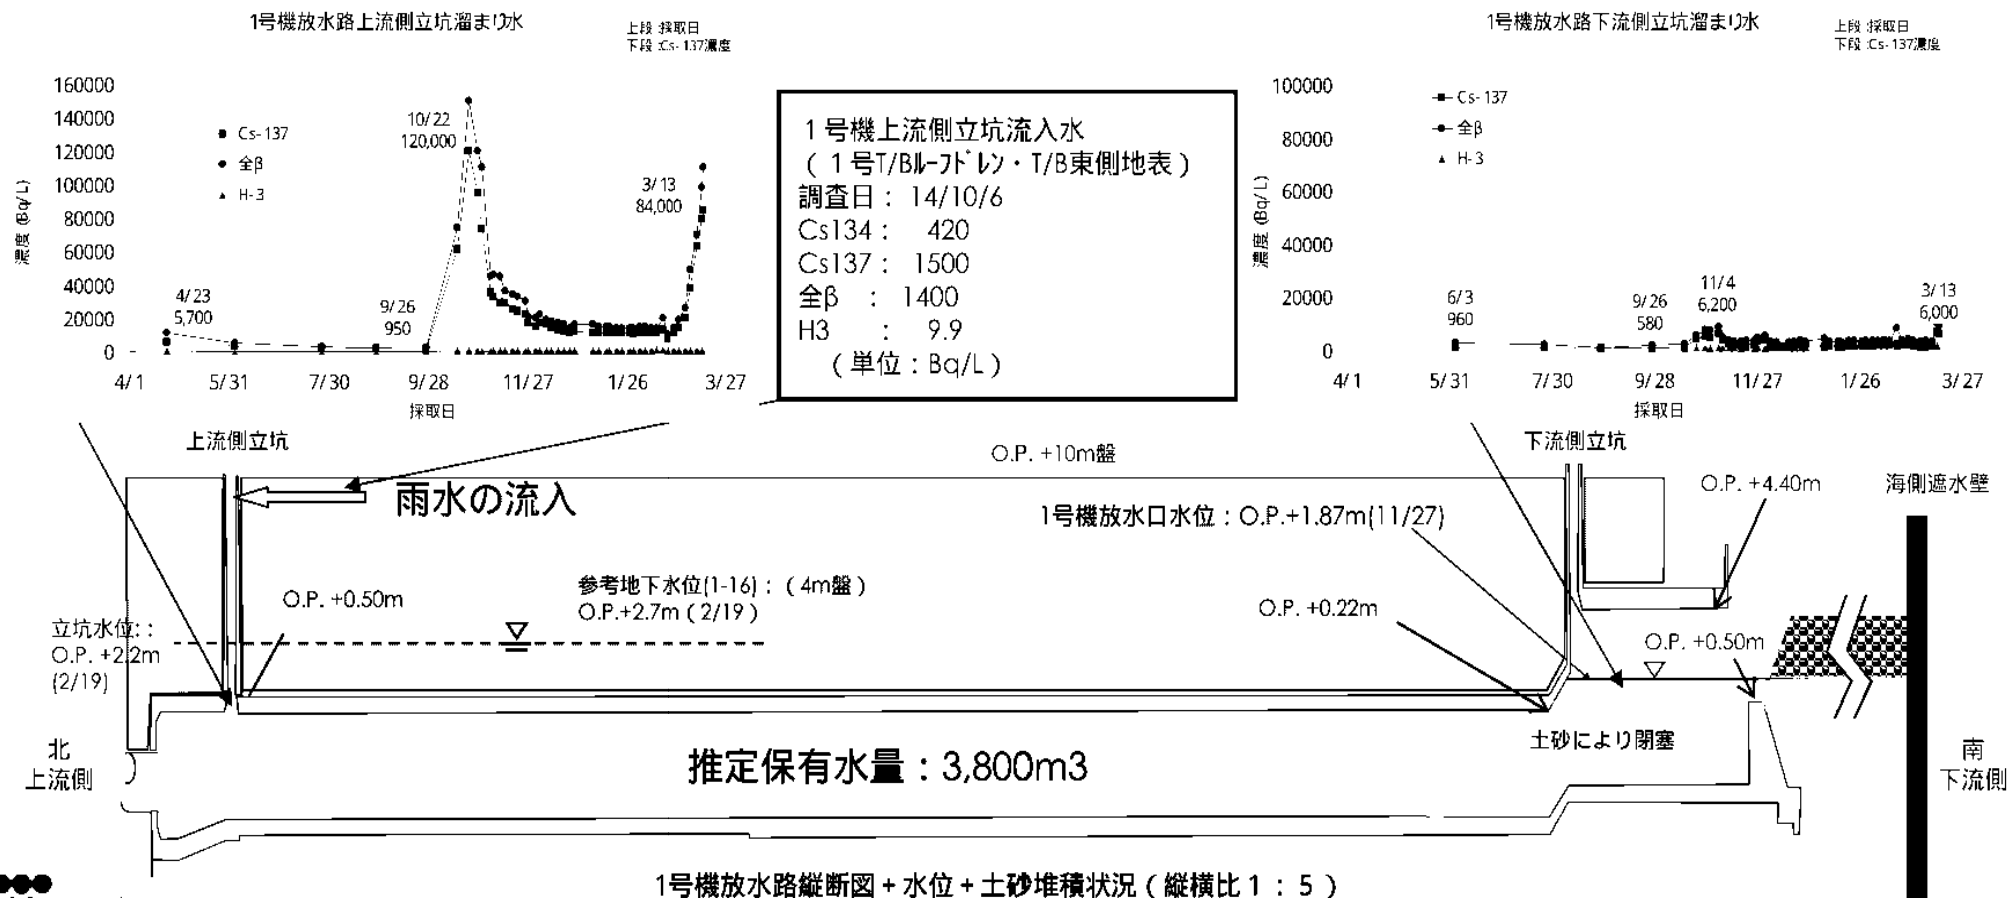 1号機放水路上流側立坑溜まり水
上段:採取日
下段:Cs-137濃度
160000
140000
120000
100000
80000
60000
40000
20000
0
濃度(Bq/L)
Cs-137
全β
H-3
4/23
5,700
9/26
950
10/22
120,000
3/13
84,000
4/1
5/31
7/30
9/28
11/27
1/26
3/27
採取日
1号機上流側立坑流入水
(1号T/Bルーフドレン・T/B東側地表)
調査日:14/10/6
Cs134: 420
Cs137: 1500
全β : 1400
H3 : 9.9
(単位:Bq/L)
1号機放水路下流側立坑溜まり水
上段:採取日
下段:Cs-137濃度
100000
80000
60000
40000
20000
0
濃度(Bq/L)
Cs-137
全β
H-3
6/3
960
9/26
580
11/4
6,200
3/13
6,000
4/1
5/31
7/30
9/28
11/27
1/26
3/27
採取日
上流側立坑
O.P. +10m盤
下流側立坑
雨水の流入
O.P. +4.40m
海側遮水壁
1号機放水口水位:O.P.+1.87m(11/27)
参考地下水位(1-16):(4m盤)
O.P.+2.7m(2/19)
O.P. +0.50m
O.P. +0.22m
立坑水位::
O.P. +2.2m
(2/19)
O.P. +0.50m
土砂により閉塞
北
上流側
推定保有水量:3,800m3
南
下流側
1号機放水路縦断図+水位+土砂堆積状況(縦横比1:5)